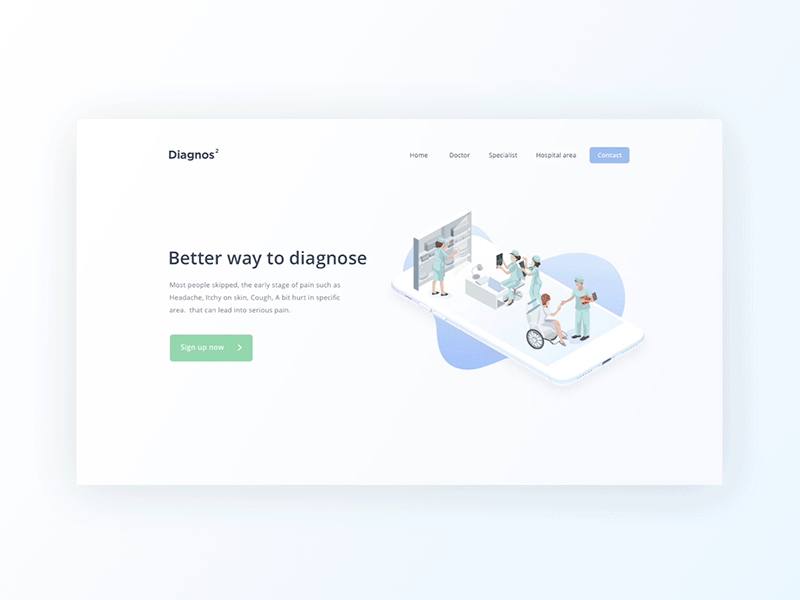 Diagnos²
Home Doctor Specialist Hospital area Contact
Better way to diagnose
Most people skipped, the early stage of pain such as
Headache, Itchy on skin, Cough, A bit hurt in specific
area.  that can lead into serious pain.
Sign up now